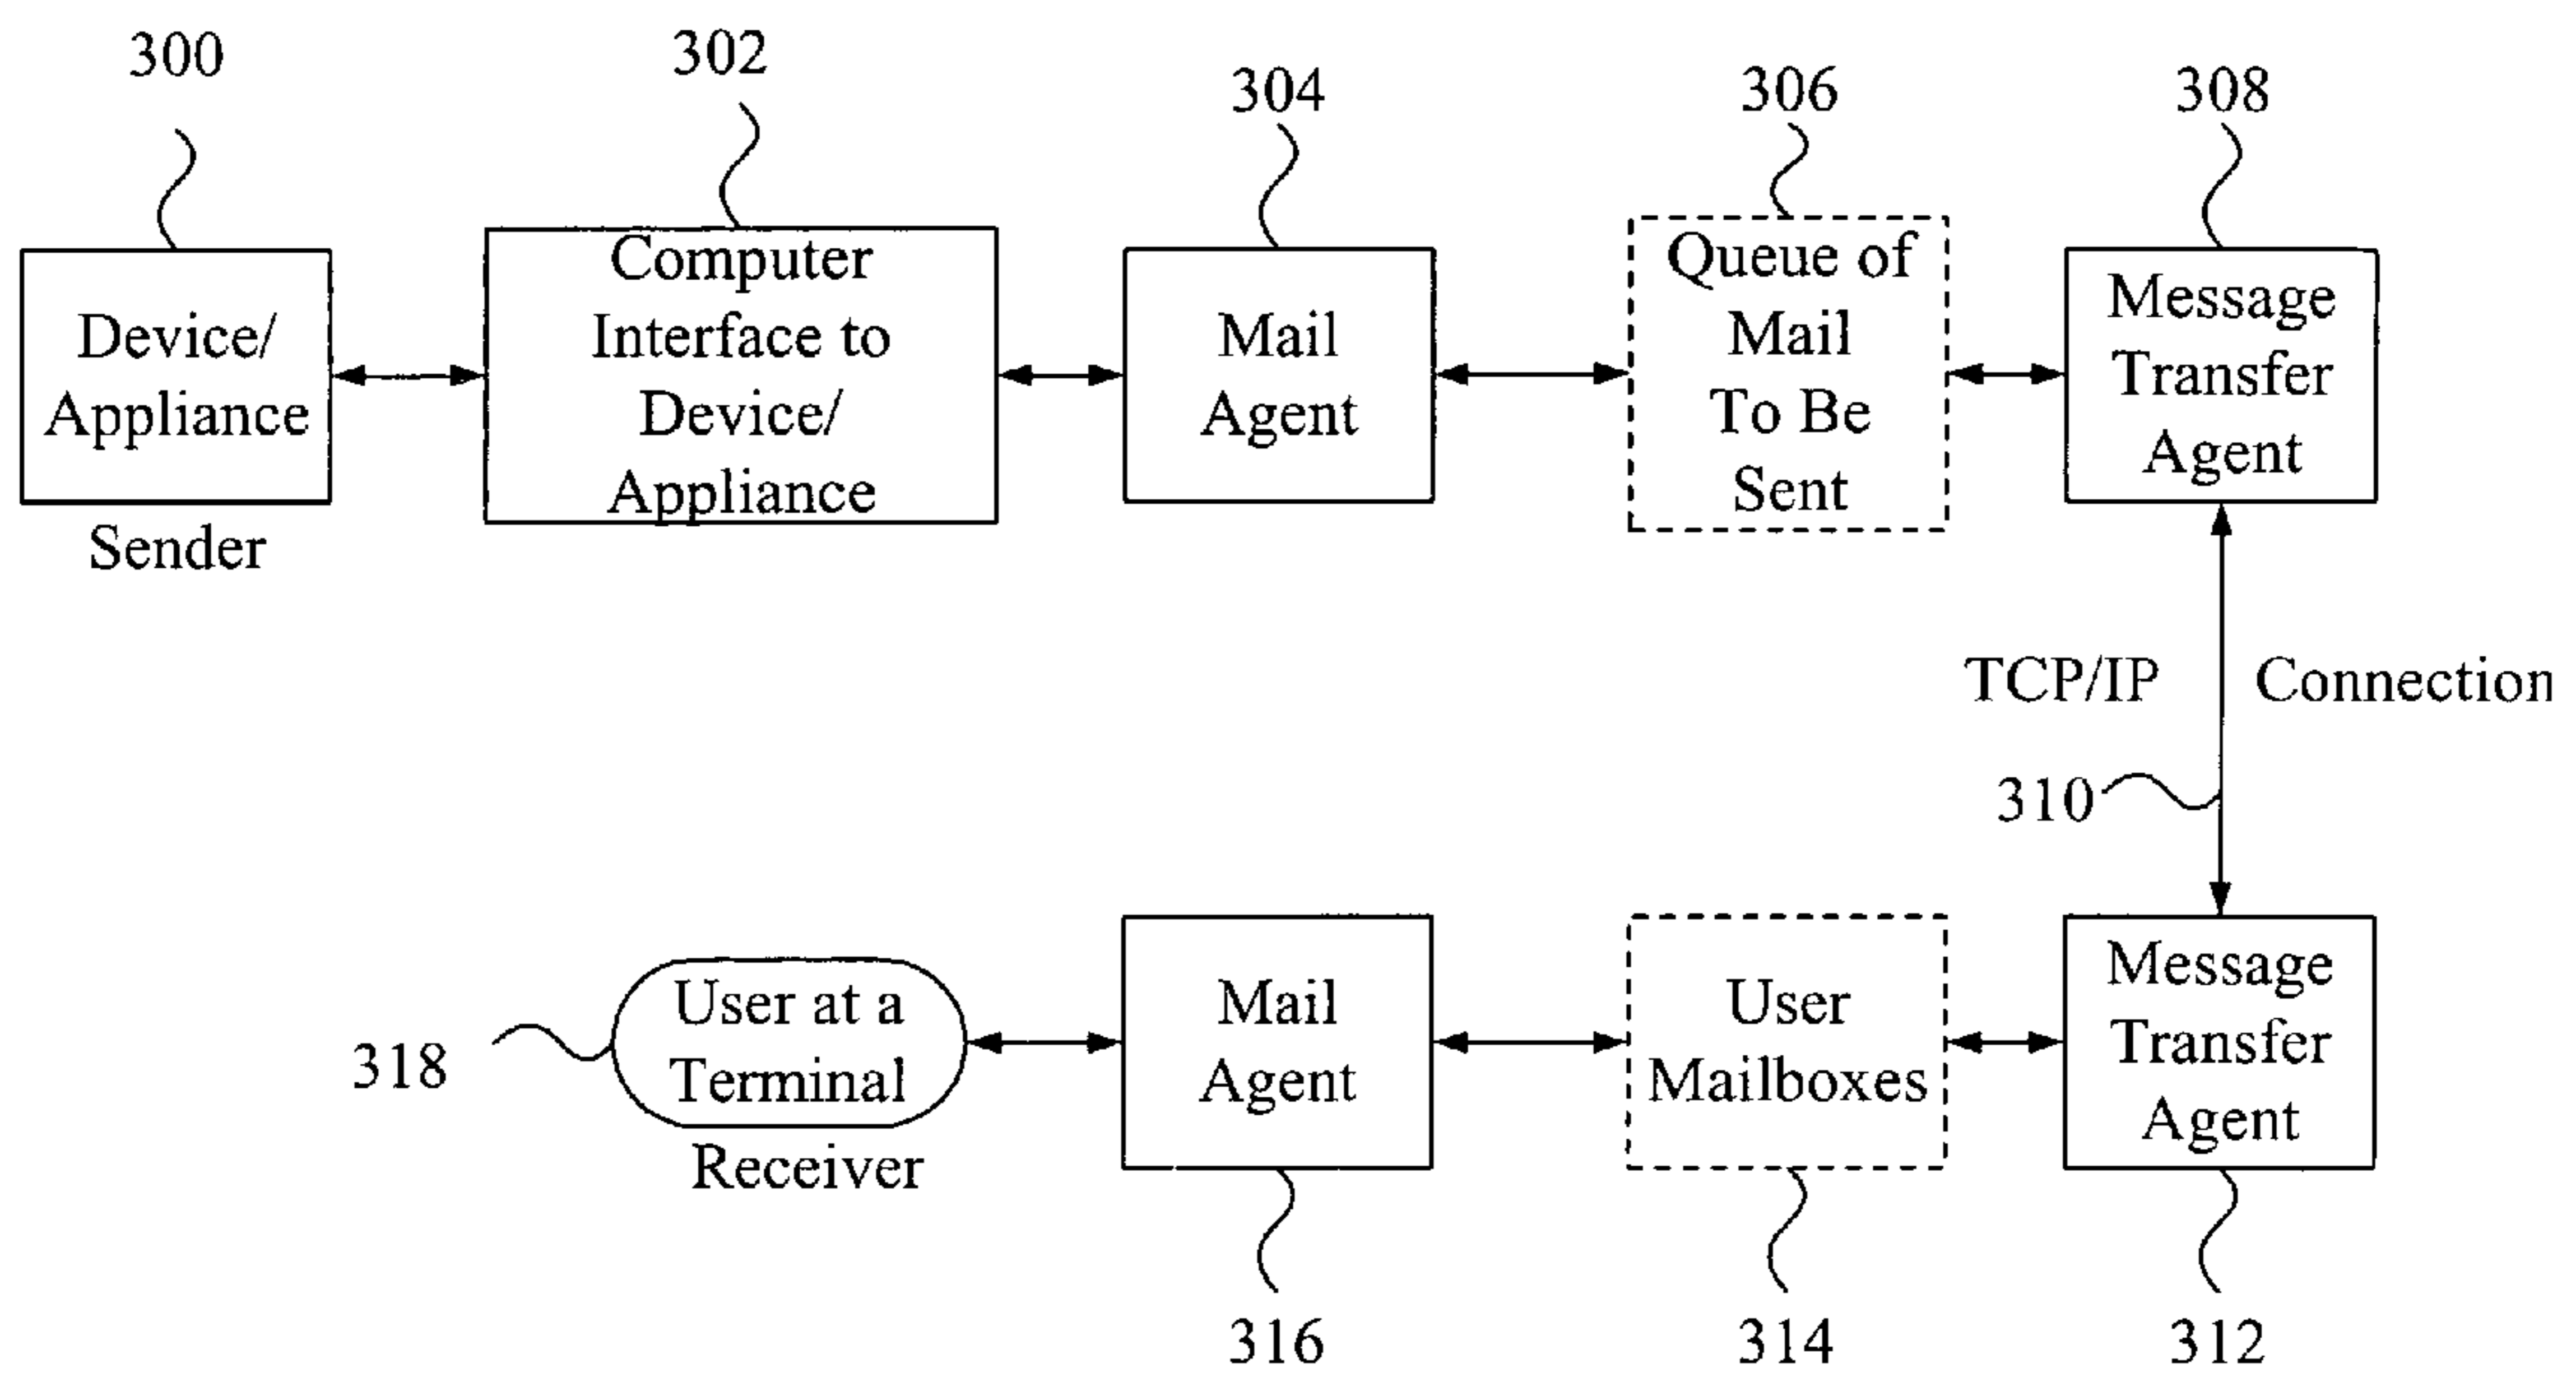 300
302
304
306
308
Device/
Appliance
Sender
Computer
Interface to
Device/
Appliance
Mail
Agent
Queue of
Mail
To Be
Sent
Message
Transfer
Agent
TCP/IP Connection
310
User at a
Terminal
Receiver
318
Mail
Agent
User
Mailboxes
Message
Transfer
Agent
316
314
312